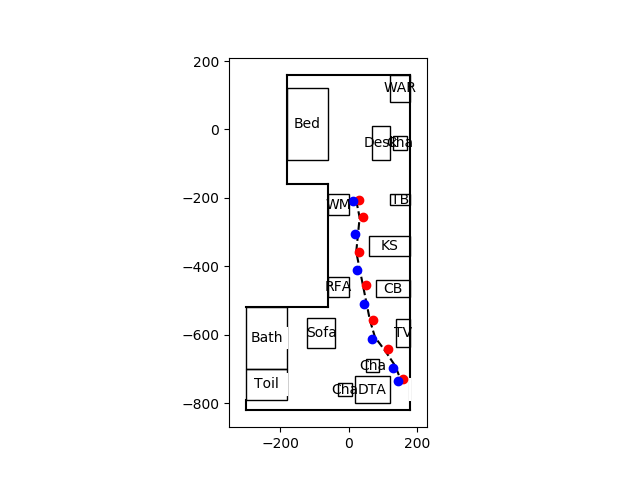 200
WAR
Bed
0
Desk
Cha
−200
WM
TB
KS
−400
RFA
CB
−600
Bath
Sofa
TV
Cha
Toil
Cha
DTA
−800
−200
0
200